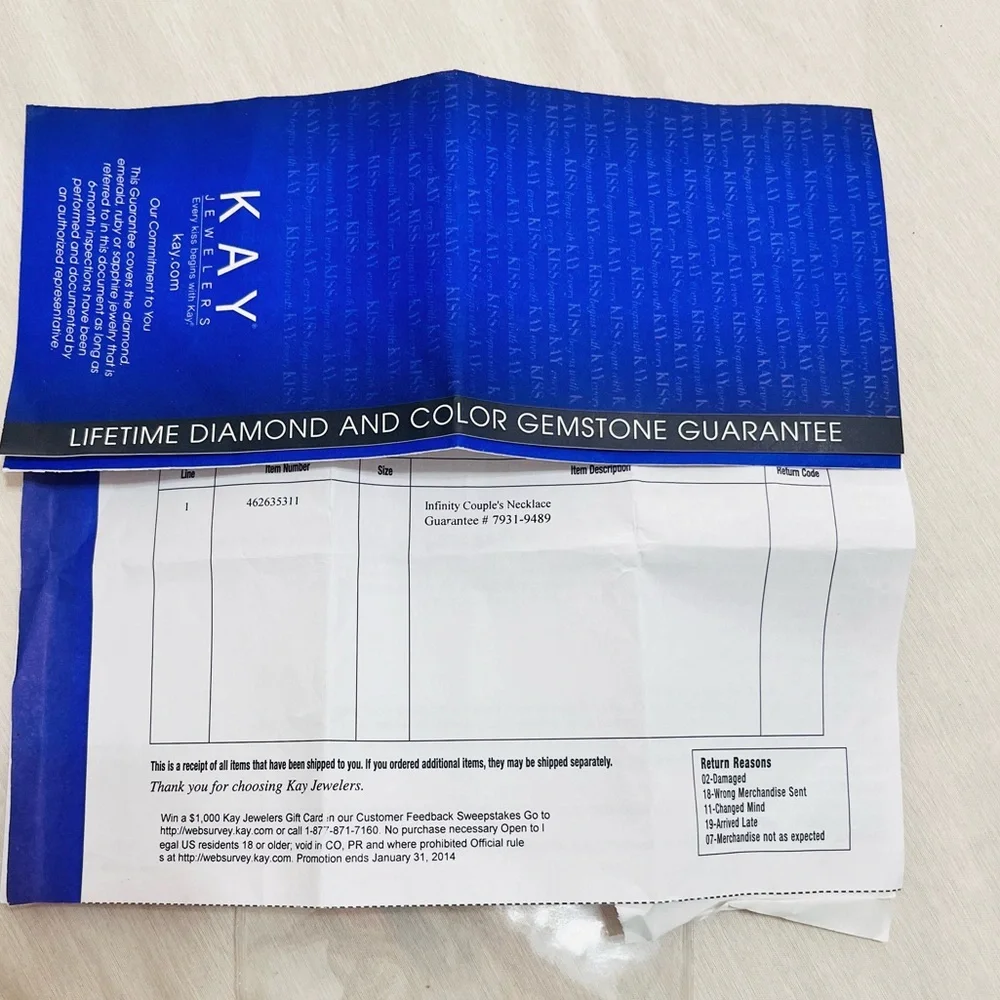 KAY
JEWELERS
Every kiss begins with Kay®
kay.com
Our Commitment to You
This Guarantee covers the diamond,
emerald, ruby or sapphire jewelry that is
referred to in this document as long as
6-month inspections have been
performed and documented by
an authorized representative.
LIFETIME DIAMOND AND COLOR GEMSTONE GUARANTEE
Line Item Number Size Item Description Return Code
1 462635311 Infinity Couple's Necklace
Guarantee # 7931-9489
This is a receipt of all items that have been shipped to you. If you ordered additional items, they may be shipped separately.
Thank you for choosing Kay Jewelers.
Win a $1,000 Kay Jewelers Gift Card in our Customer Feedback Sweepstakes Go to
http://websurvey.kay.com or call 1-877-871-7160. No purchase necessary Open to l
egal US residents 18 or older; void in CO, PR and where prohibited Official rule
s at http://websurvey.kay.com. Promotion ends January 31, 2014
Return Reasons
02-Damaged
18-Wrong Merchandise Sent
11-Changed Mind
19-Arrived Late
07-Merchandise not as expected